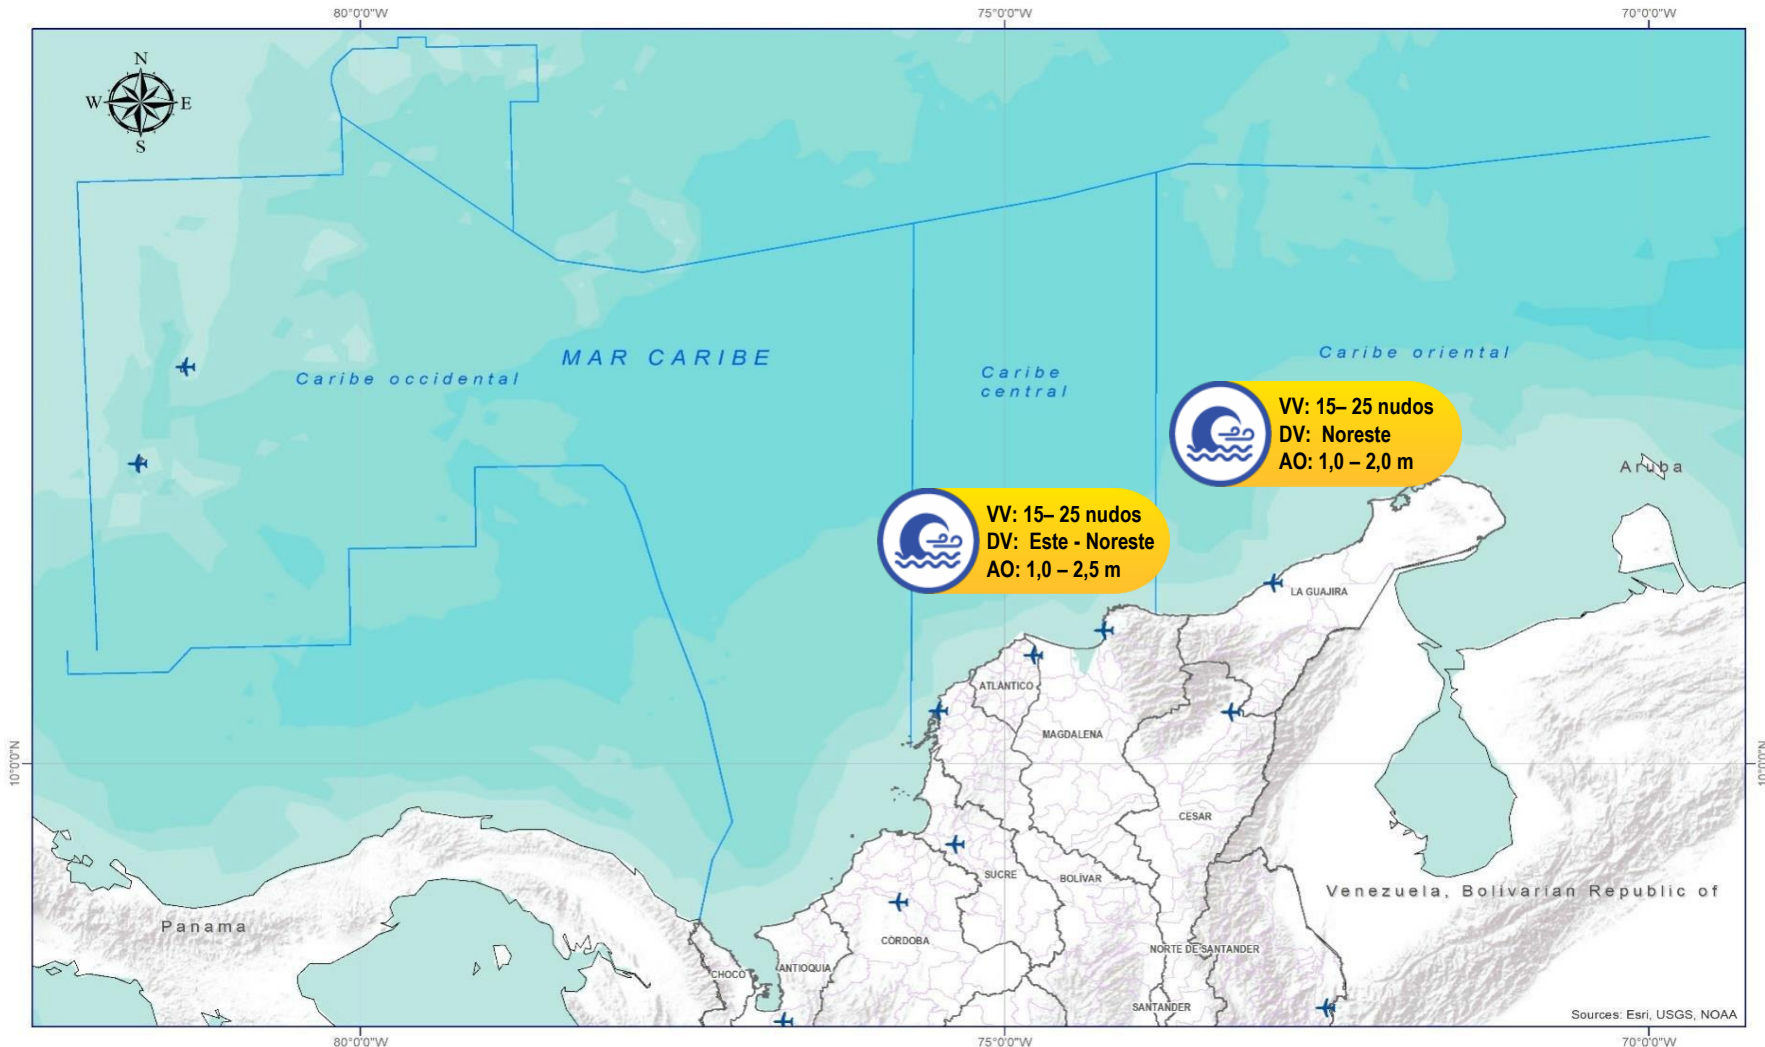 80°0'0"W
75°0'0"W
70°0'0"W
N
W
E
S
MAR CARIBE
Caribe occidental
Caribe
central
Caribe oriental
VV: 15– 25 nudos
DV: Noreste
AO: 1,0 – 2,0 m
Aruba
VV: 15– 25 nudos
DV: Este - Noreste
AO: 1,0 – 2,5 m
LA GUAJIRA
ATLANTICO
MAGDALENA
10°0'0"N
10°0'0"N
CESAR
SUCRE
BOLÍVAR
Venezuela, Bolivarian Republic of
Panama
CÓRDOBA
NORTE DE SANTANDER
CHOCO
ANTIOQUIA
SANTANDER
Sources: Esri, USGS, NOAA
80°0'0"W
75°0'0"W
70°0'0"W